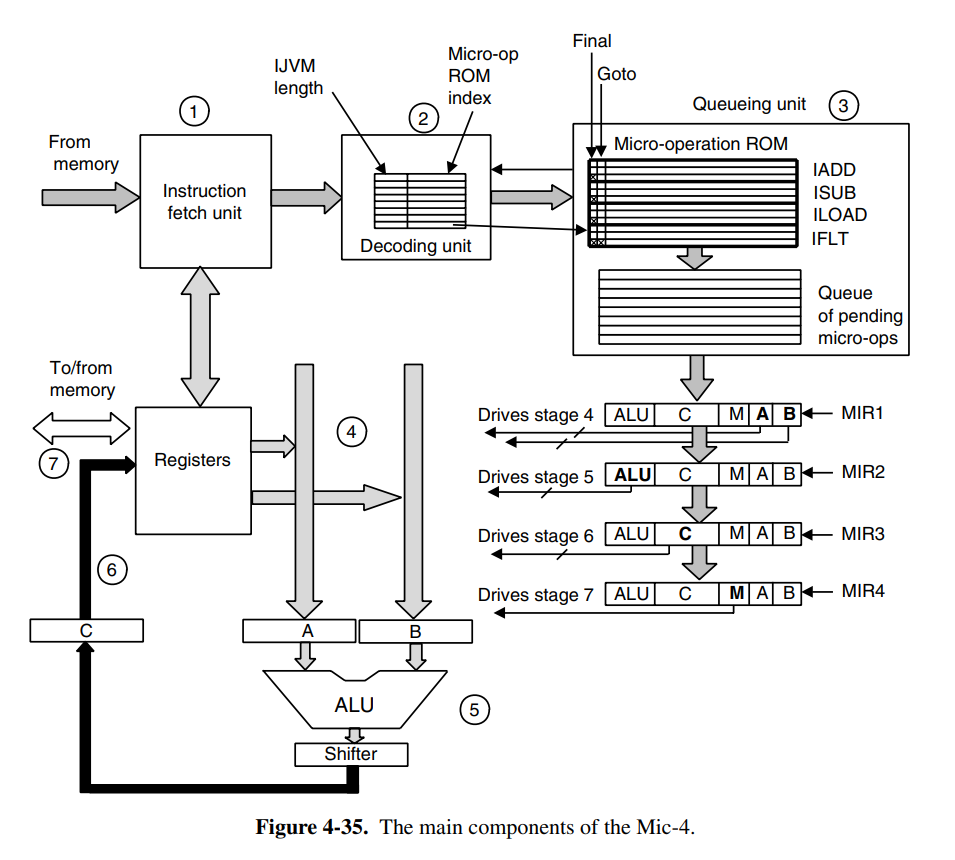 Final
Goto
Micro-op
ROM
index
IJVM
length
1
2
Queueing unit
3
From
memory
Instruction
fetch unit
Decoding unit
Micro-operation ROM
IADD
ISUB
ILOAD
IFLT
Queue
of pending
micro-ops
To/from
memory
7
Registers
4
6
C
A
B
ALU
5
Shifter
Drives stage 4
ALU C M A B
MIR1
Drives stage 5
ALU C M A B
MIR2
Drives stage 6
ALU C M A B
MIR3
Drives stage 7
ALU C M A B
MIR4
Figure 4-35. The main components of the Mic-4.